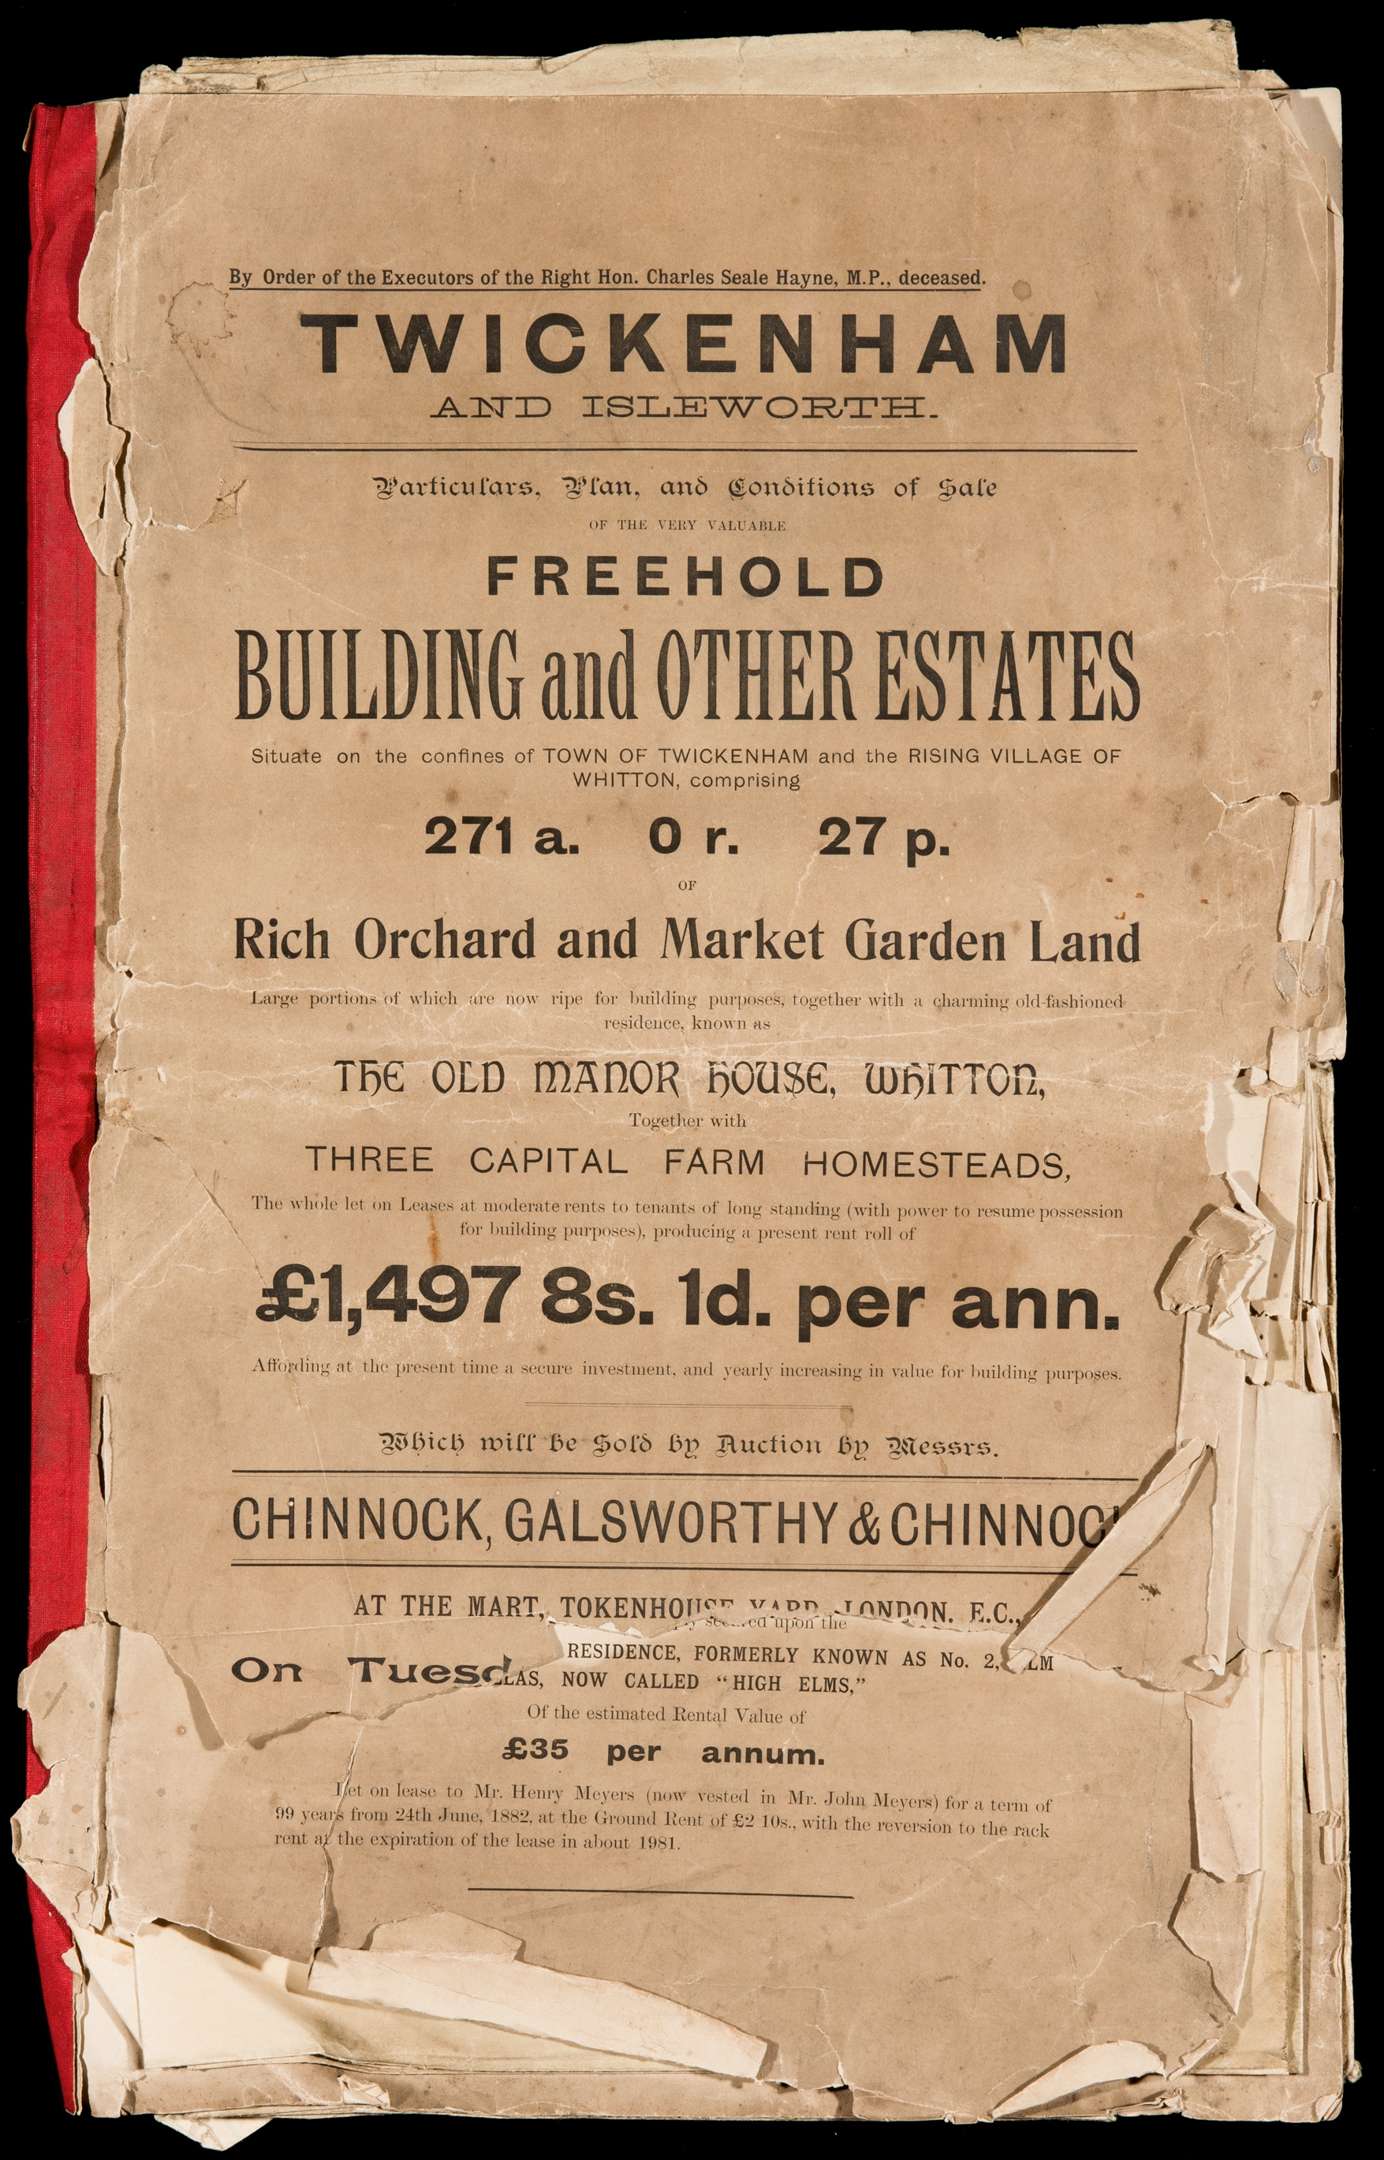 By Order of the Executors of the Right Hon. Charles Seale Hayne, M.P., deceased.
TWICKENHAM
AND ISLEWORTH.
Particulars, Plan, and Conditions of Sale
OF THE VERY VALUABLE
FREEHOLD
BUILDING and OTHER ESTATES
Situate on the confines of TOWN OF TWICKENHAM and the RISING VILLAGE OF
WHITTON, comprising
271 a. 0 r. 27 p.
OF
Rich Orchard and Market Garden Land
Large portions of which are now ripe for building purposes, together with a charming old-fashioned
residence, known as
THE OLD MANOR HOUSE, WHITTON,
Together with
THREE CAPITAL FARM HOMESTEADS,
The whole let on Leases at moderate rents to tenants of long standing (with power to resume possession
for building purposes), producing a present rent roll of
£1,497 8s. 1d. per ann.
Affording at the present time a secure investment, and yearly increasing in value for building purposes.
Which will be Sold by Auction by Messrs.
CHINNOCK, GALSWORTHY & CHINNOC
AT THE MART, TOKENHOUSE YARD, LONDON. E.C.,
upon the
RESIDENCE, FORMERLY KNOWN AS No. 2, LM
On Tuesd LAS, NOW CALLED "HIGH ELMS,"
Of the estimated Rental Value of
£35 per annum.
Let on lease to Mr. Henry Meyers (now vested in Mr. John Meyers) for a term of
99 years from 24th June, 1882, at the Ground Rent of £2 10s., with the reversion to the rack
rent at the expiration of the lease in about 1981.